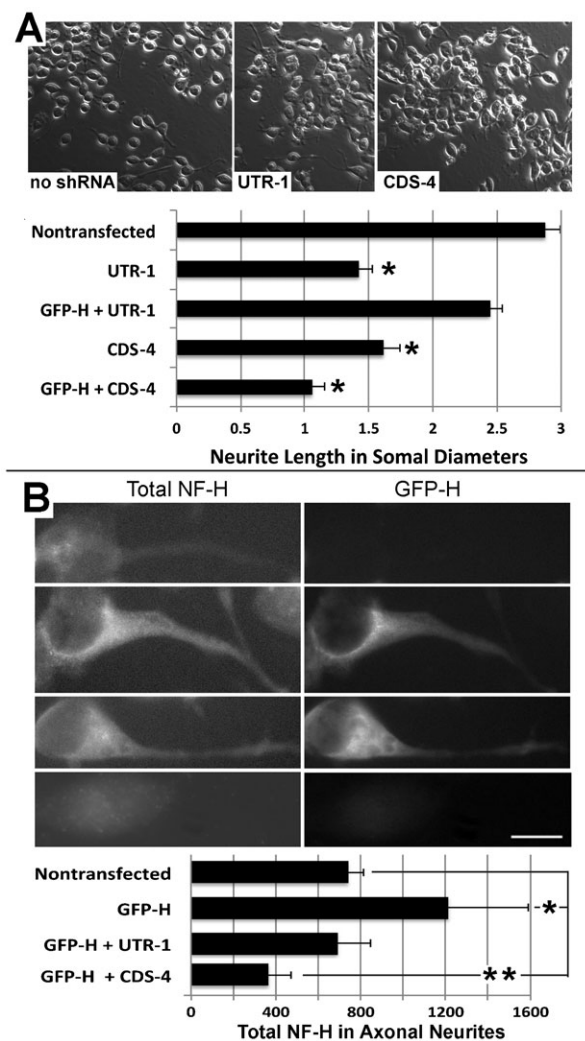 A
no shRNA
UTR-1
CDS-4
Nontransfected
UTR-1
*
GFP-H + UTR-1
CDS-4
*
GFP-H + CDS-4
*
0 0.5 1 1.5 2 2.5 3
Neurite Length in Somal Diameters
B
Total NF-H GFP-H
Nontransfected
GFP-H
*
GFP-H + UTR-1
GFP-H + CDS-4
**
0 400 800 1200 1600
Total NF-H in Axonal Neurites